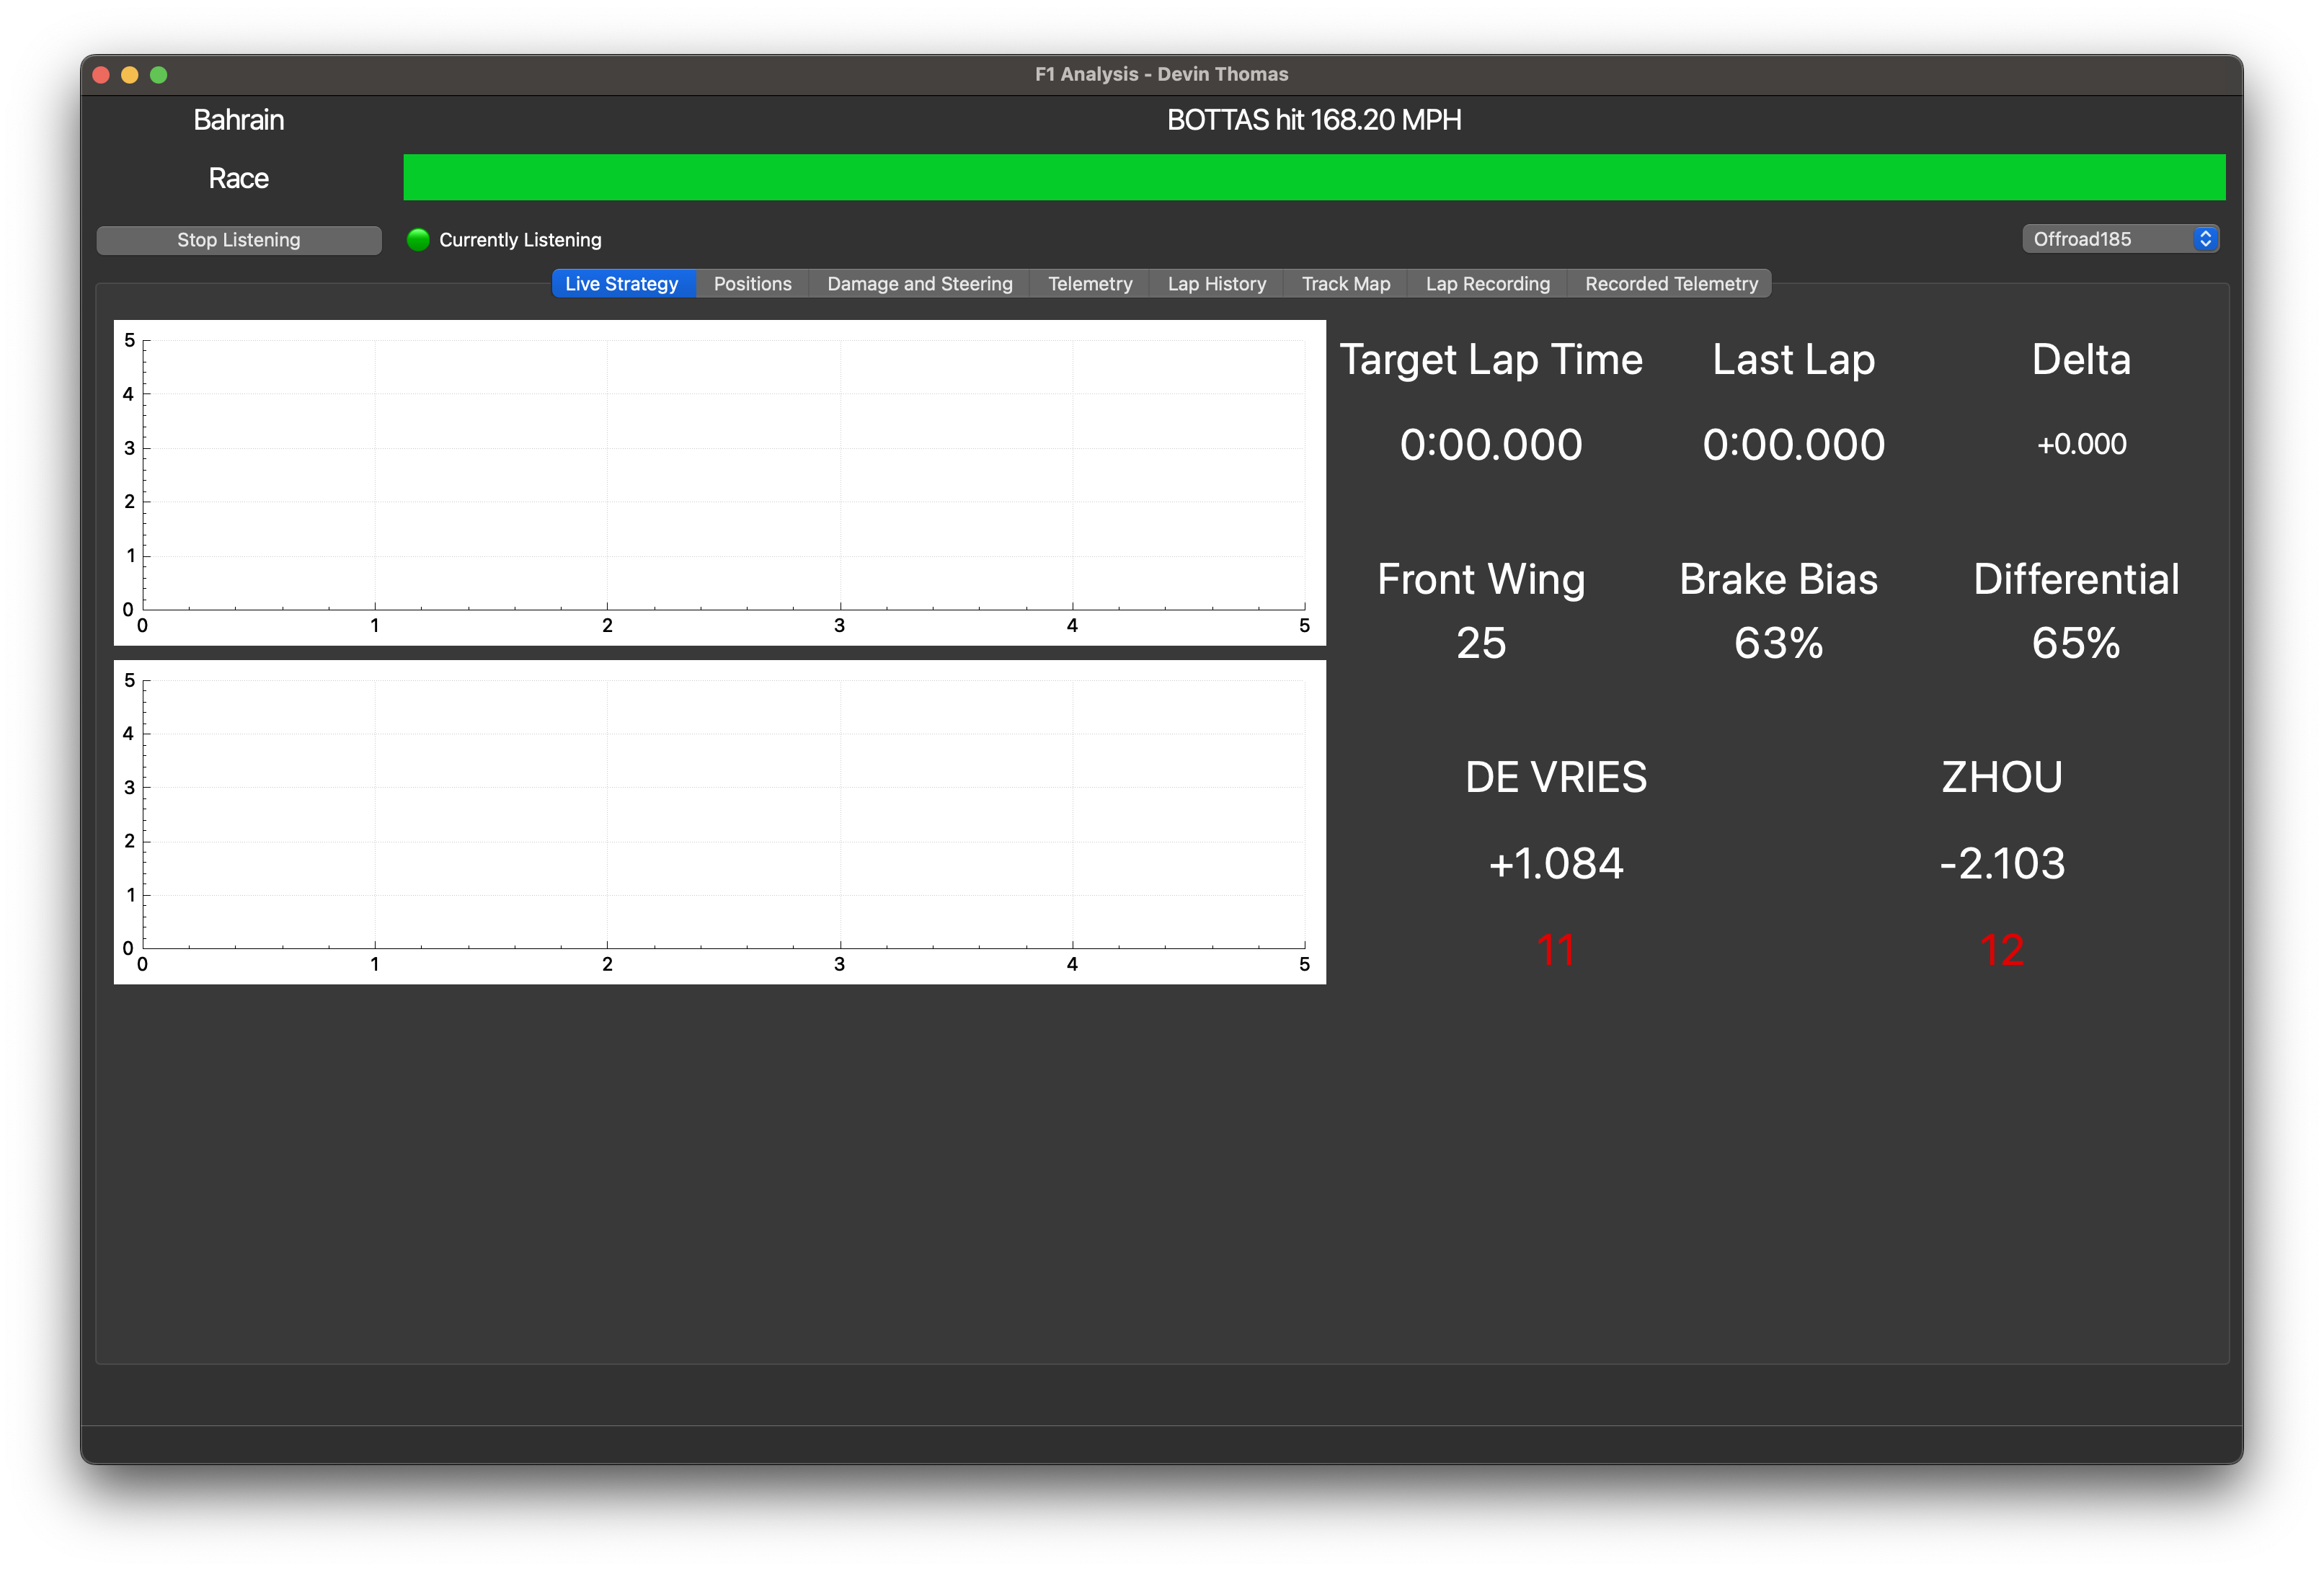 F1 Analysis - Devin Thomas
Bahrain
BOTTAS hit 168.20 MPH
Race
Stop Listening
Currently Listening
Offroad185
Live Strategy Positions Damage and Steering Telemetry Lap History Track Map Lap Recording Recorded Telemetry
5
4
3
2
1
0
0 1 2 3 4 5
5
4
3
2
1
0
0 1 2 3 4 5
Target Lap Time Last Lap Delta
0:00.000 0:00.000 +0.000
Front Wing Brake Bias Differential
25 63% 65%
DE VRIES ZHOU
+1.084 -2.103
11 12